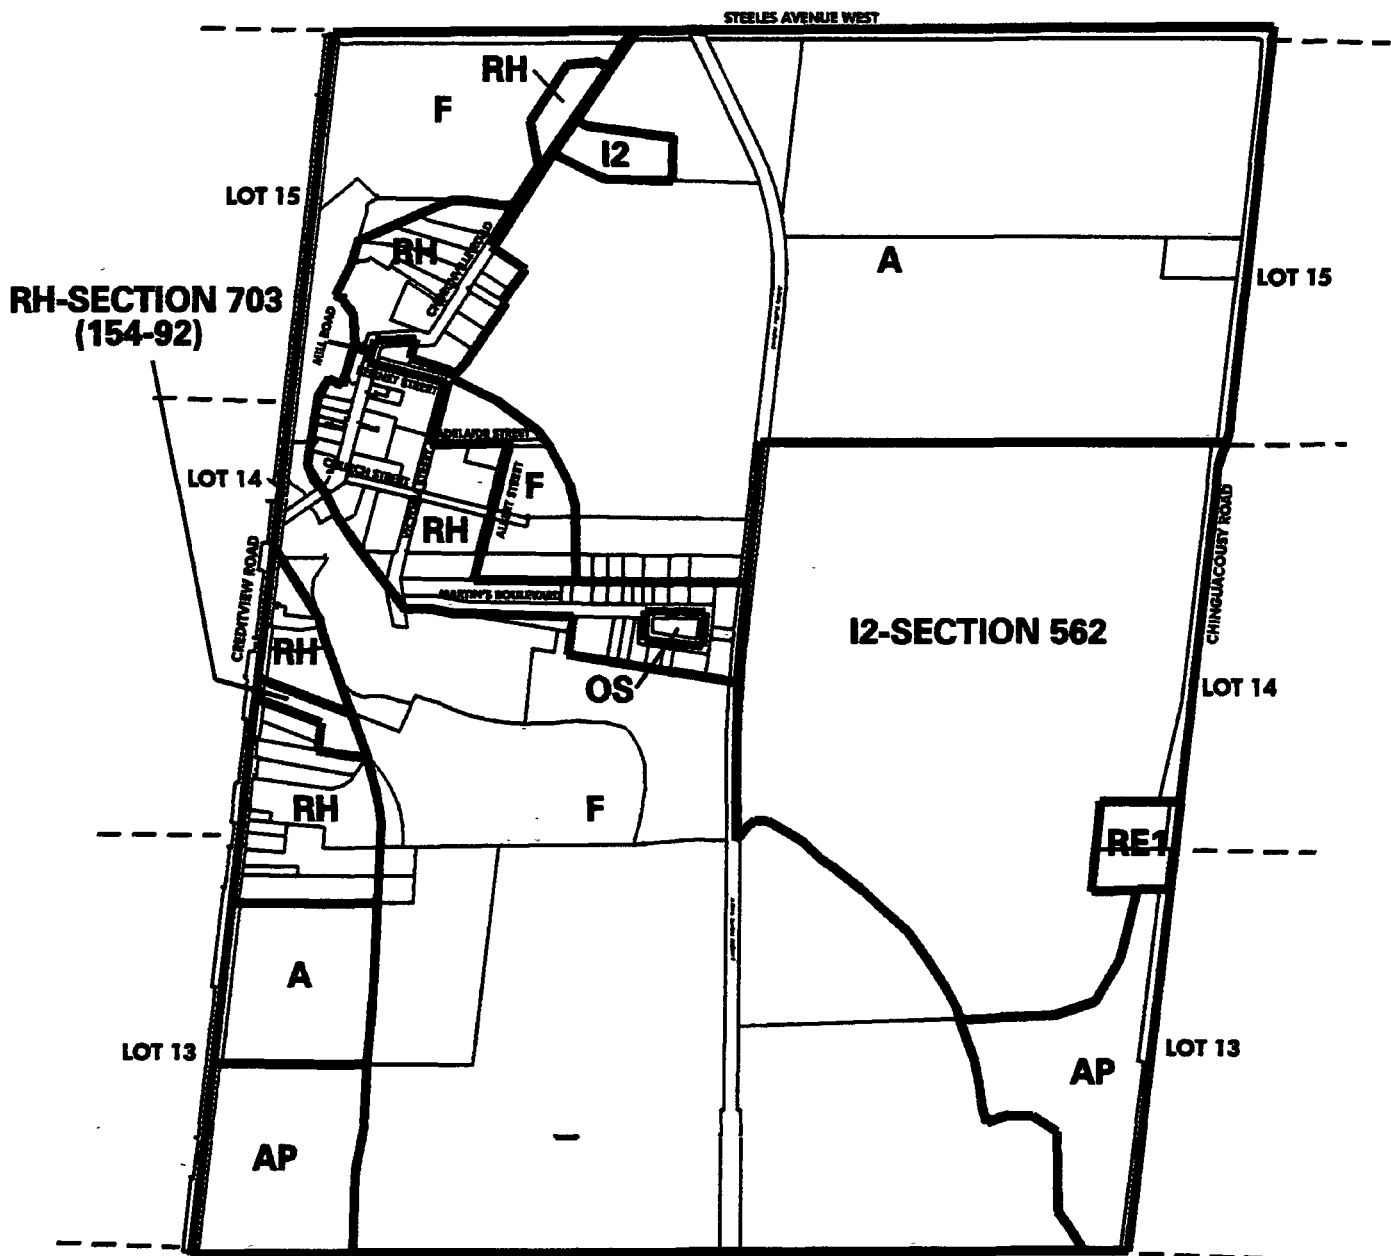 STEELES AVENUE WEST
RH
F
I2
LOT 15
RH
A
LOT 15
RH-SECTION 703
(154-92)
MILL ROAD
ADELAIDE STREET
CHURCH STREET
LOT 14
F
ALBERT STREET
RH
CHINGUACOUSY ROAD
CREDITVIEW ROAD
MARTIN'S BOULEVARD
I2-SECTION 562
RH
OS
LOT 14
RH
F
RE1
A
LOT 13
LOT 13
AP
AP